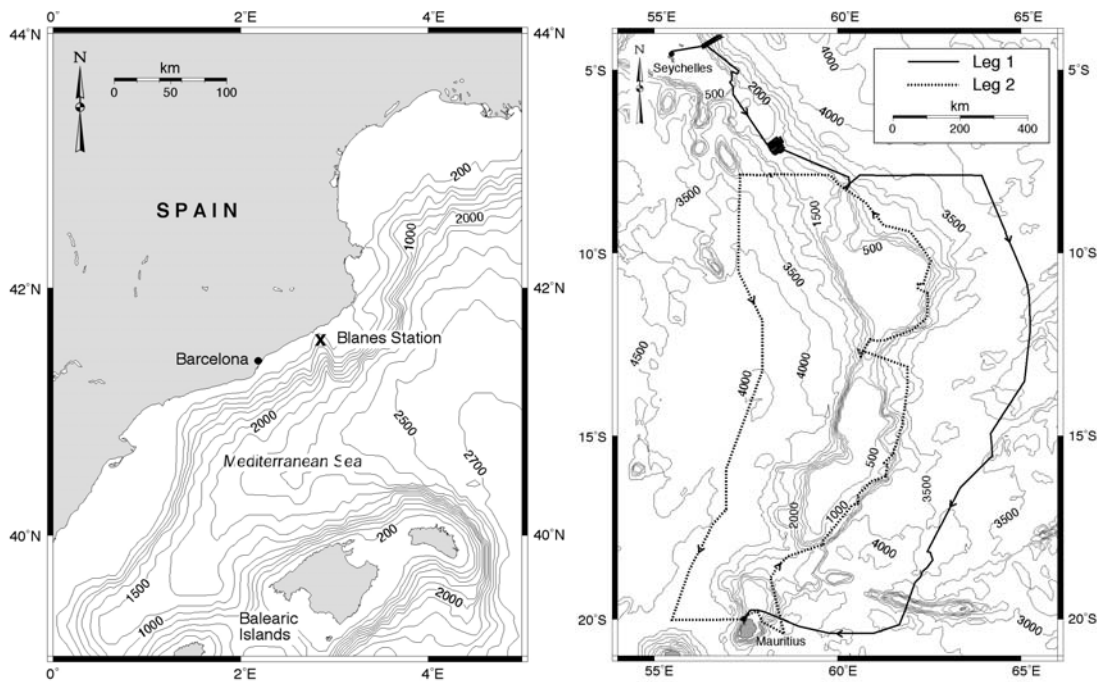 0° 2°E 4°E
44°N 44°N
N
km
0 50 100
200
2000
SPAIN
1000
42°N 42°N
Blanes Station
Barcelona
2000
2500
Mediterranean Sea
2700
40°N 40°N
200
1500
1000
2000
Balearic
Islands
0° 2°E 4°E
55°E 60°E 65°E
N
Seychelles
5°S 5°S
4000
Leg 1
Leg 2
km
0 200 400
500
2000
4000
3500
3500
1500
500
10°S 10°S
3500
4500
4000
4000
3500
15°S 15°S
500
3500
1000
2000
3500
4000
20°S 20°S
3000
Mauritius
55°E 60°E 65°E